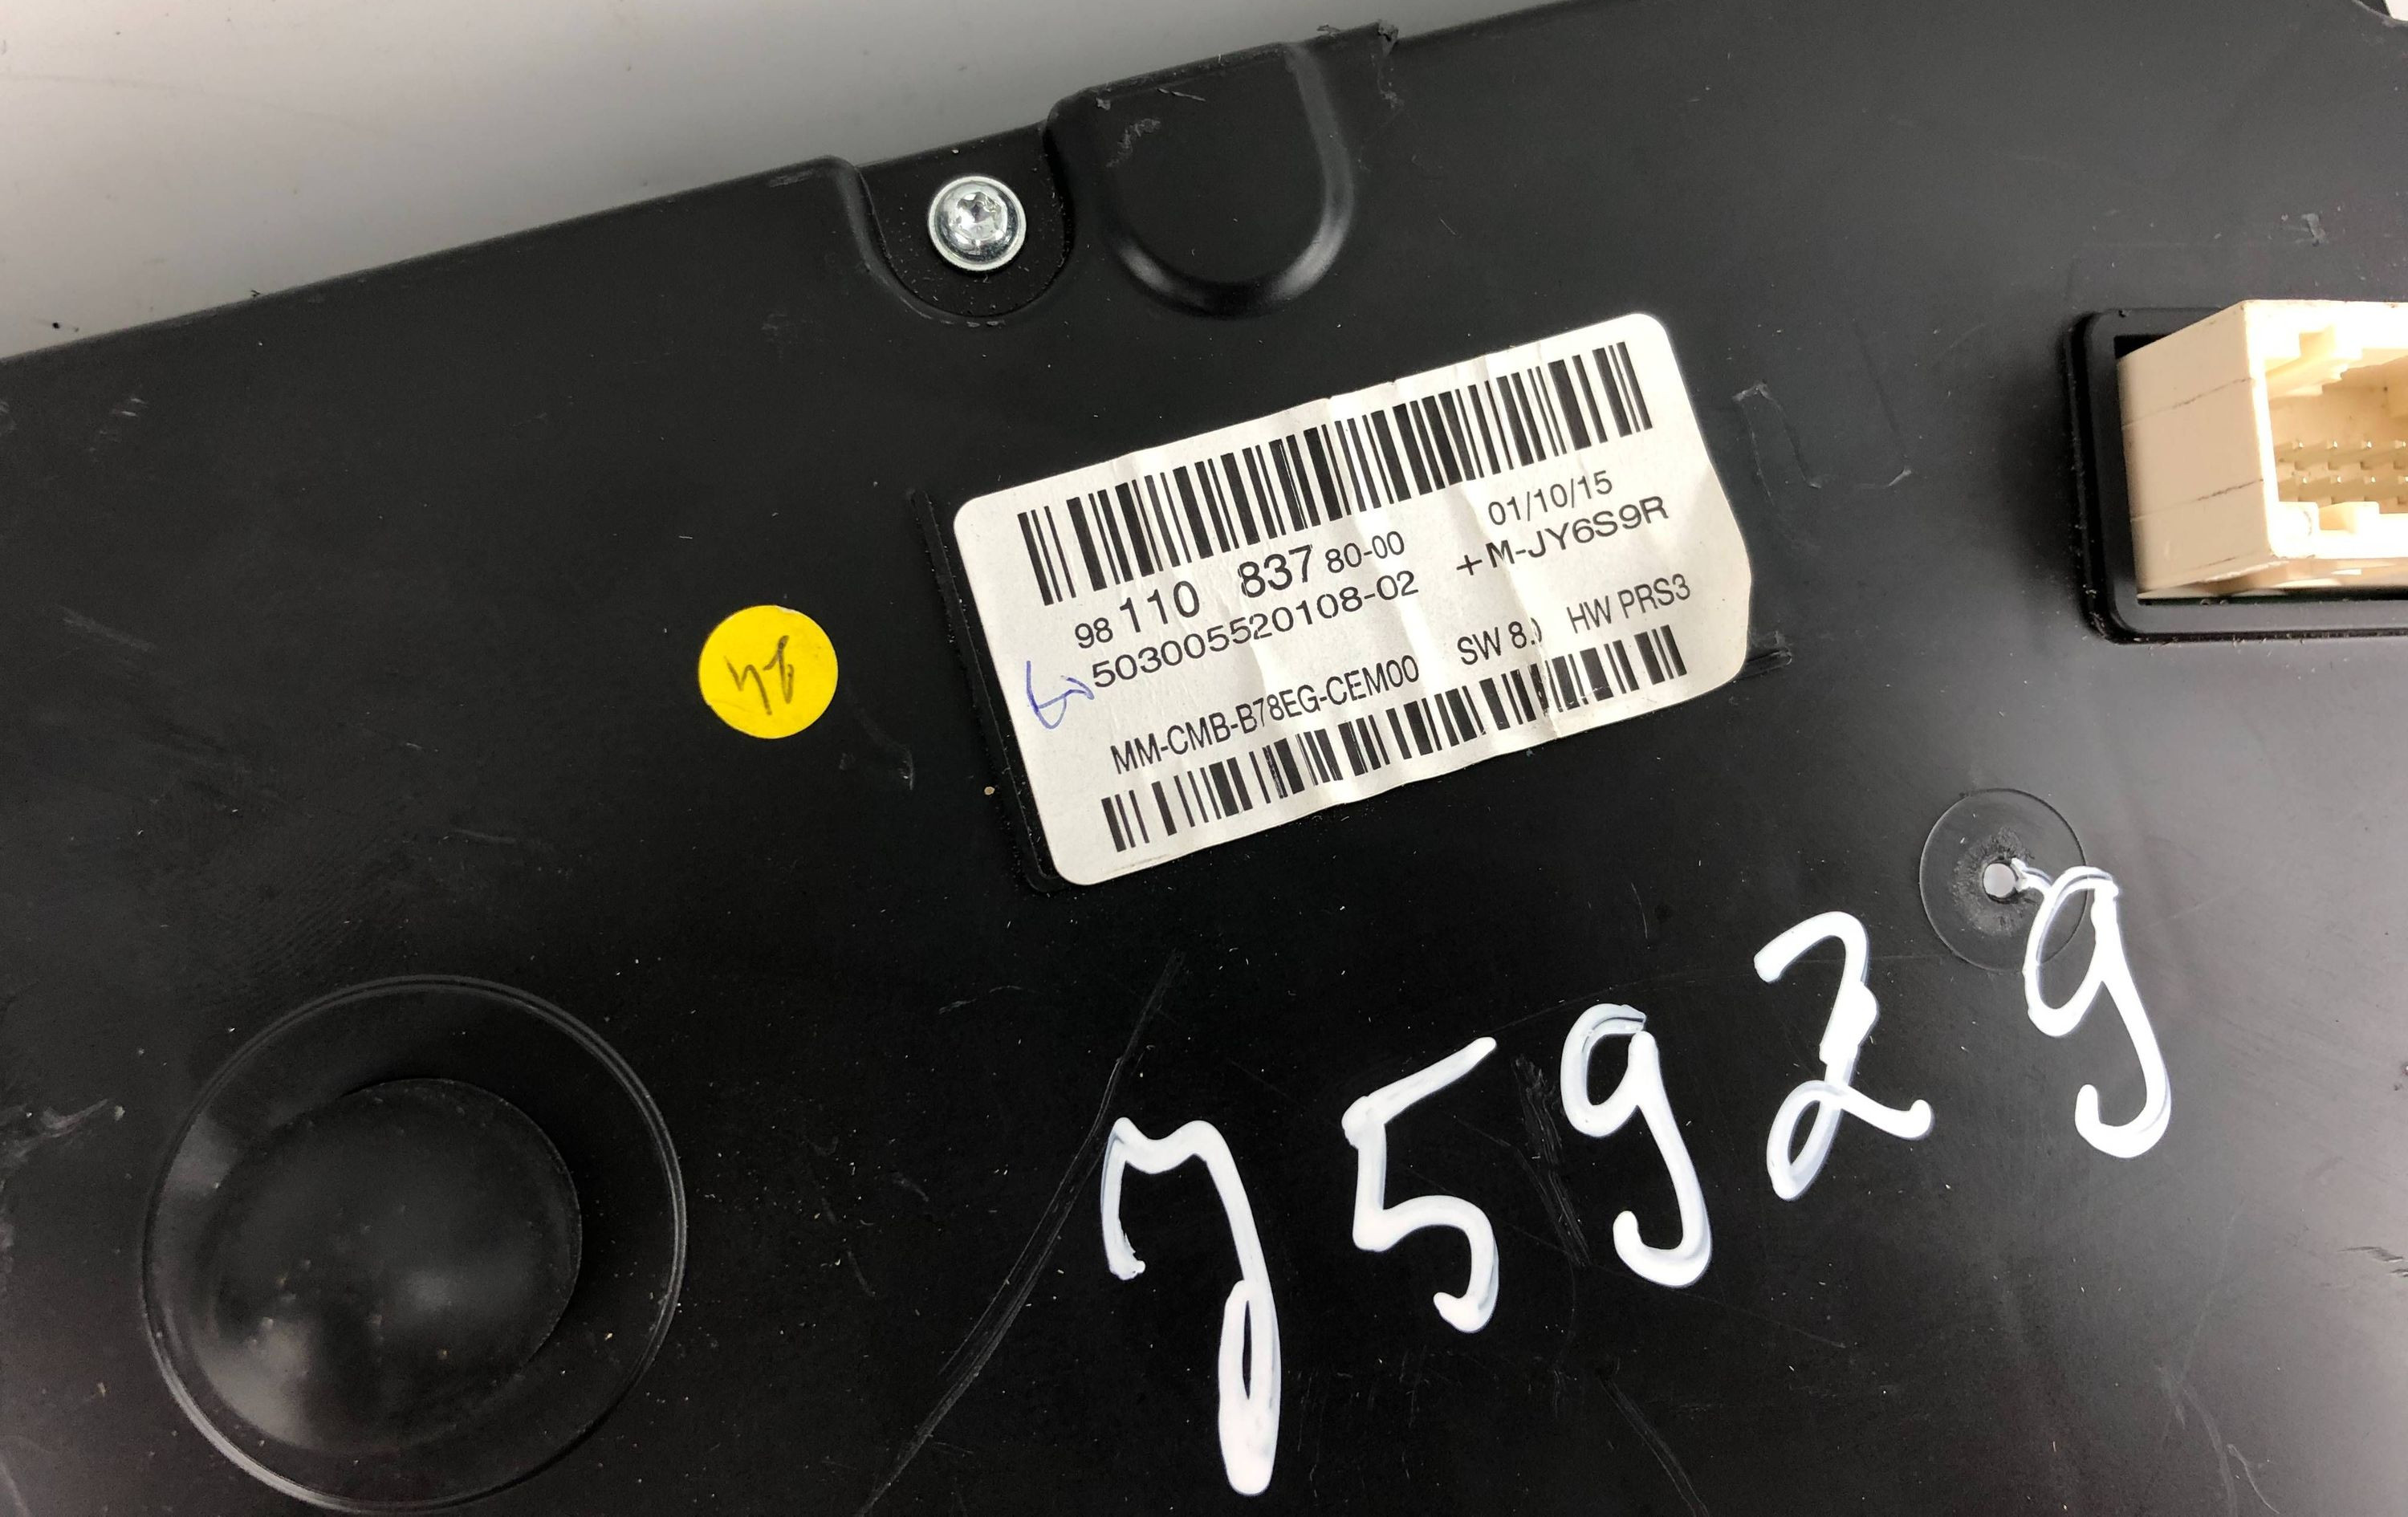 01/10/15
98 110 837 80-00 +M-JY6S9R
503005520108-02
MM-CMB-B78EG-CEM00 SW 8. HW PRS3
75929